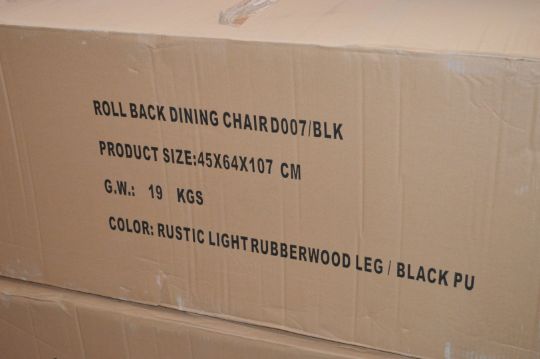 ROLL BACK DINING CHAIR D007/BLK
PRODUCT SIZE:45X64X107 CM
G.W.: 19 KGS
COLOR: RUSTIC LIGHT RUBBERWOOD LEG / BLACK PU